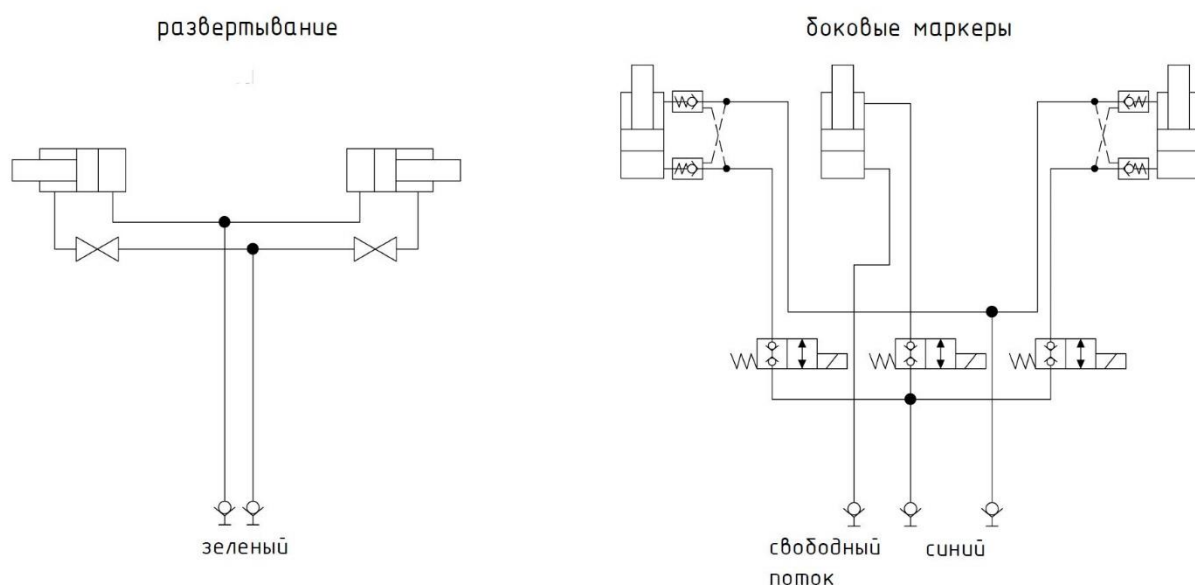 развертывание
боковые маркеры
зеленый
свободный
поток
синий